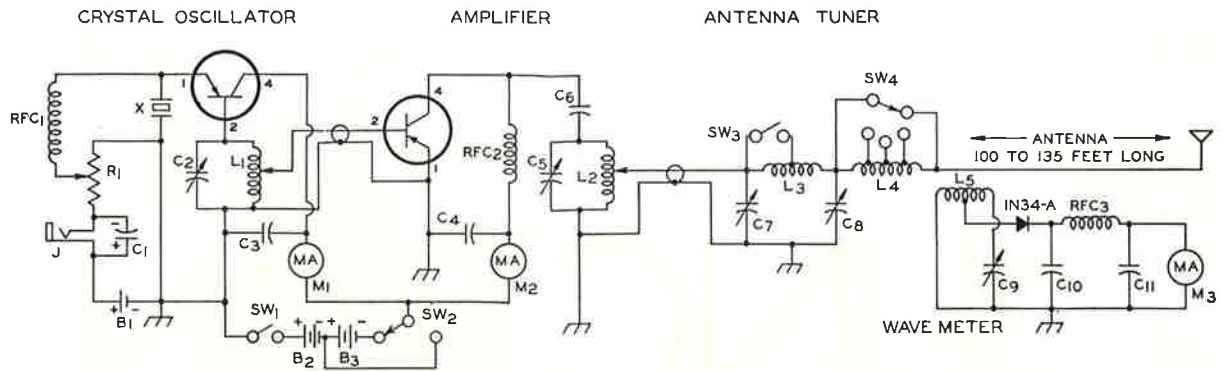 CRYSTAL OSCILLATOR
AMPLIFIER
ANTENNA TUNER
RFC1
X
1
4
2
R1
C2
L1
J
- +
C1
C3
MA
M1
+ -
B1
SW1
+ - + -
B2
B3
SW2
2
4
1
RFC2
C4
MA
M2
C6
C5
L2
SW3
L3
C7
SW4
L4
C8
ANTENNA
100 TO 135 FEET LONG
L5
IN34-A
RFC3
C9
C10
C11
MA
M3
WAVE METER